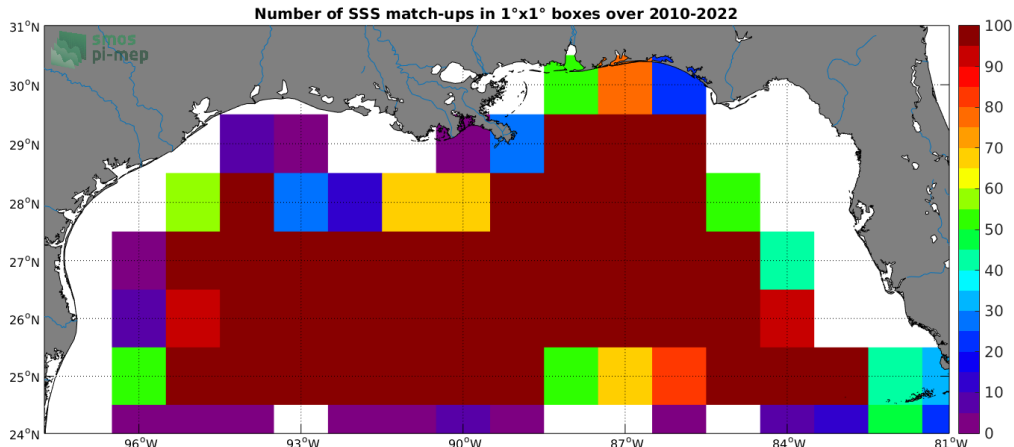 Number of SSS match-ups in 1°x1° boxes over 2010-2022
smos
pi-mep
31°N
30°N
29°N
28°N
27°N
26°N
25°N
24°N
96°W
93°W
90°W
87°W
84°W
81°W
100
90
80
70
60
50
40
30
20
10
0